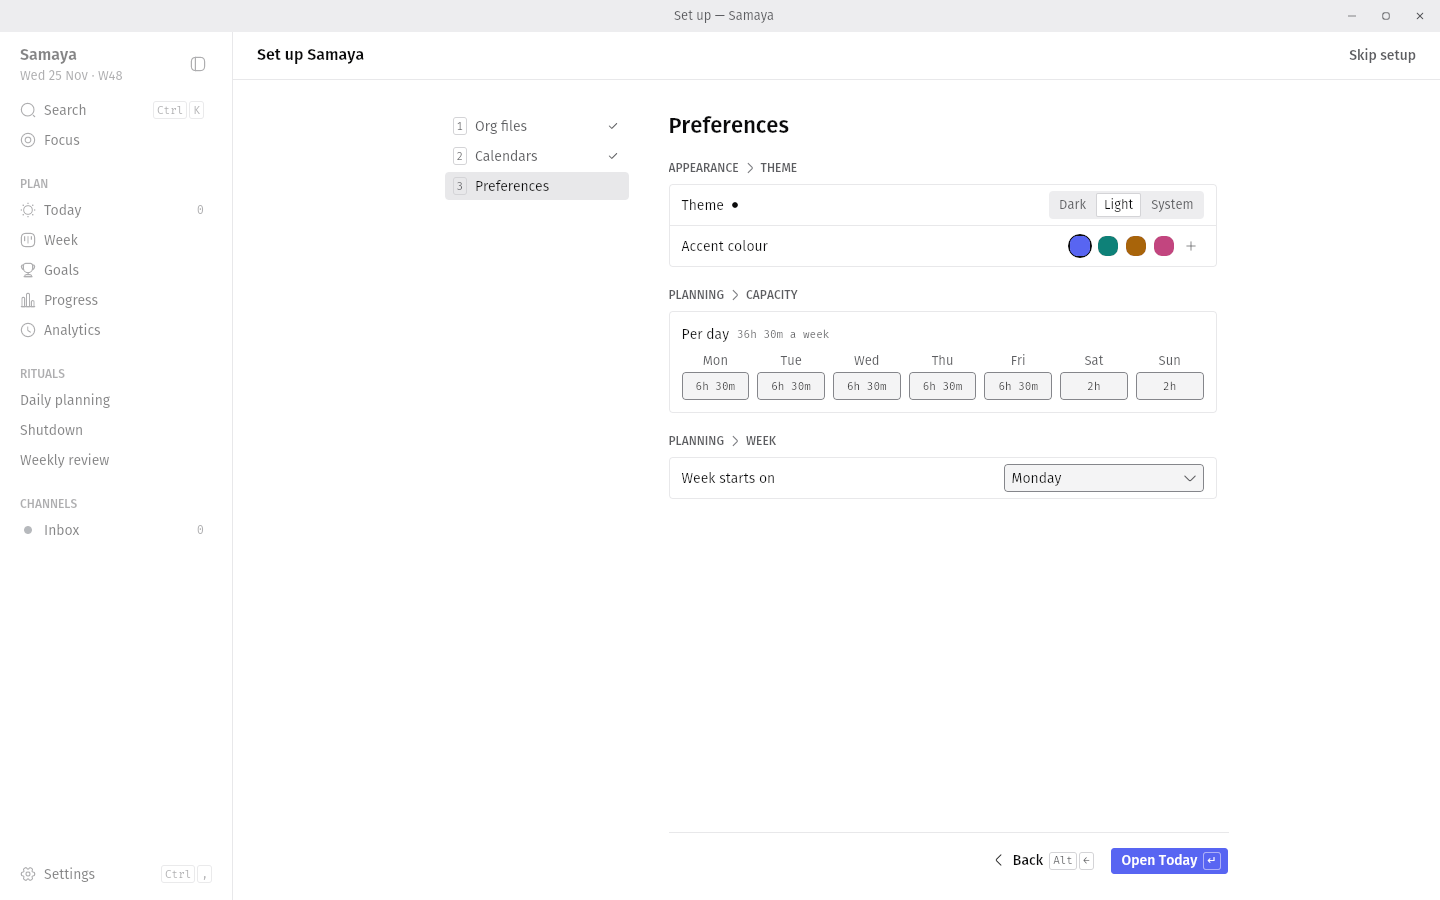 Set up — Samaya
Samaya
Wed 25 Nov · W48
Search Ctrl K
Focus
PLAN
Today 0
Week
Goals
Progress
Analytics
RITUALS
Daily planning
Shutdown
Weekly review
CHANNELS
Inbox 0
Settings Ctrl ,
Set up Samaya
Skip setup
1 Org files
2 Calendars
3 Preferences
Preferences
APPEARANCE > THEME
Theme Dark Light System
Accent colour
PLANNING > CAPACITY
Per day 36h 30m a week
Mon Tue Wed Thu Fri Sat Sun
6h 30m 6h 30m 6h 30m 6h 30m 6h 30m 2h 2h
PLANNING > WEEK
Week starts on Monday
Back Alt ← Open Today ↵